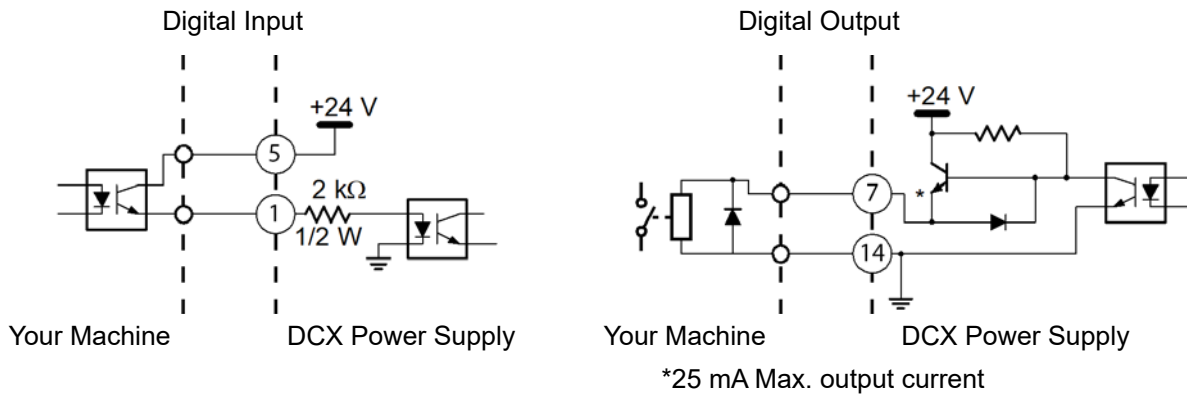 Digital Input
+24 V
5
1
2 kΩ
1/2 W
Your Machine
DCX Power Supply
Digital Output
+24 V
*
7
14
Your Machine
DCX Power Supply
*25 mA Max. output current